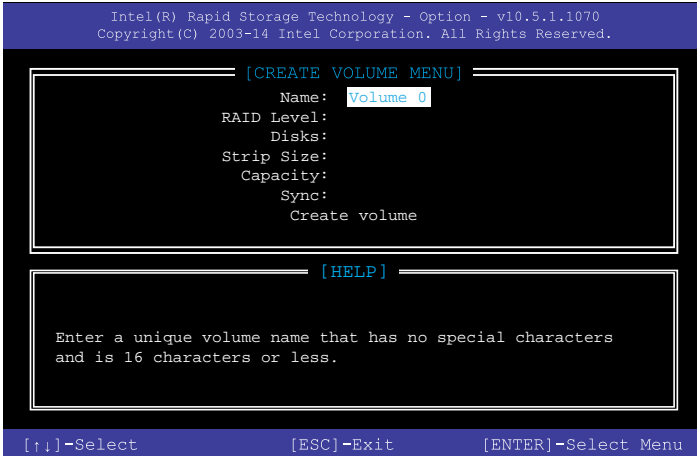 Intel(R) Rapid Storage Technology - Option - v10.5.1.1070
Copyright(C) 2003-14 Intel Corporation. All Rights Reserved.
[CREATE VOLUME MENU]
Name: Volume 0
RAID Level:
Disks:
Strip Size:
Capacity:
Sync:
Create volume
[HELP]
Enter a unique volume name that has no special characters
and is 16 characters or less.
[↑↓]-Select [ESC]-Exit [ENTER]-Select Menu